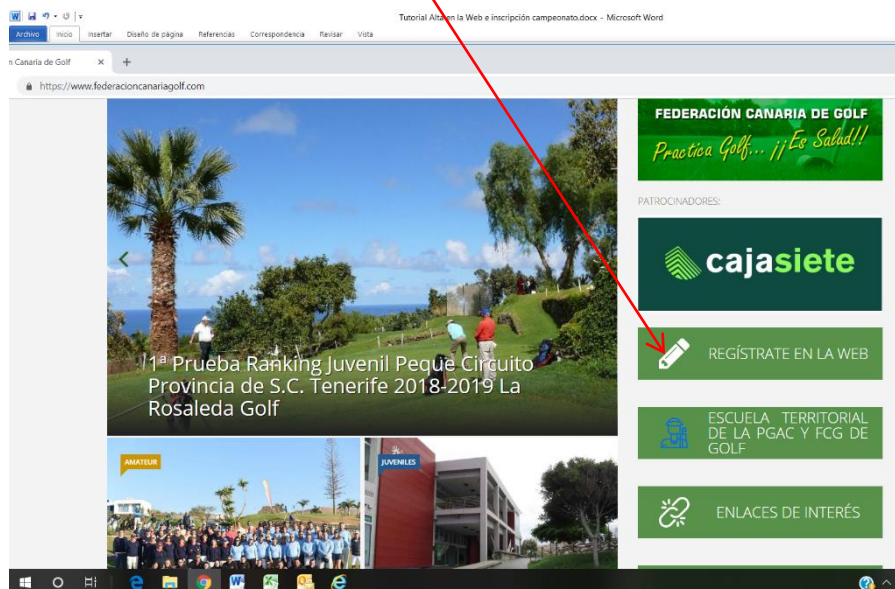 Tutorial Alta en la Web e inscripción campeonato.docx - Microsoft Word
Archivo Inicio Insertar Diseño de página Referencias Correspondencia Revisar Vista
n Canaria de Golf
https://www.federacioncanariagolf.com
FEDERACIÓN CANARIA DE GOLF
Practica Golf... ¡¡Es Salud!!
PATROCINADORES:
cajasiete
1ª Prueba Ranking Juvenil Peque Circuito
Provincia de S.C. Tenerife 2018-2019 La
Rosaleda Golf
REGÍSTRATE EN LA WEB
ESCUELA TERRITORIAL
DE LA PGAC Y FCG DE
GOLF
AMATEUR
JUVENILES
ENLACES DE INTERÉS